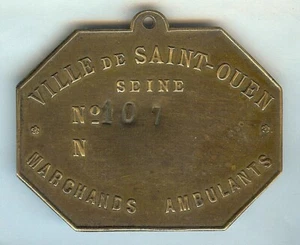 VILLE DE SAINT-OUEN
SEINE
No 107
N
MARCHANDS AMBULANTS